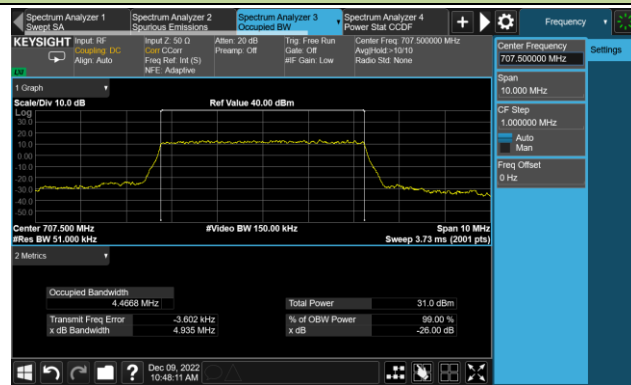 Spectrum Analyzer 1
Swept SA
Spectrum Analyzer 2
Spurious Emissions
Spectrum Analyzer 3
Occupied BW
Spectrum Analyzer 4
Power Stat CCDF
Frequency
KEYSIGHT
Input: RF
Coupling: DC
Align: Auto
Input Z: 50 Ω
Corr CCorr
Freq Ref: Int (S)
NFE: Adaptive
Atten: 20 dB
Preamp: Off
Trig: Free Run
Gate: Off
#IF Gain: Low
Center Freq: 707.500000 MHz
Avg|Hold:>10/10
Radio Std: None
Center Frequency
707.500000 MHz
Settings
Span
10.000 MHz
CF Step
1.000000 MHz
Auto
Man
Freq Offset
0 Hz
1 Graph
Scale/Div 10.0 dB
Ref Value 40.00 dBm
Log
30.0
20.0
10.0
0.00
-10.0
-20.0
-30.0
-40.0
-50.0
Center 707.500 MHz
#Video BW 150.00 kHz
Span 10 MHz
#Res BW 51.000 kHz
Sweep 3.73 ms (2001 pts)
2 Metrics
Occupied Bandwidth
4.4668 MHz
Total Power
31.0 dBm
Transmit Freq Error
-3.602 kHz
% of OBW Power
99.00 %
x dB Bandwidth
4.935 MHz
x dB
-26.00 dB
?
Dec 09, 2022
10:48:11 AM